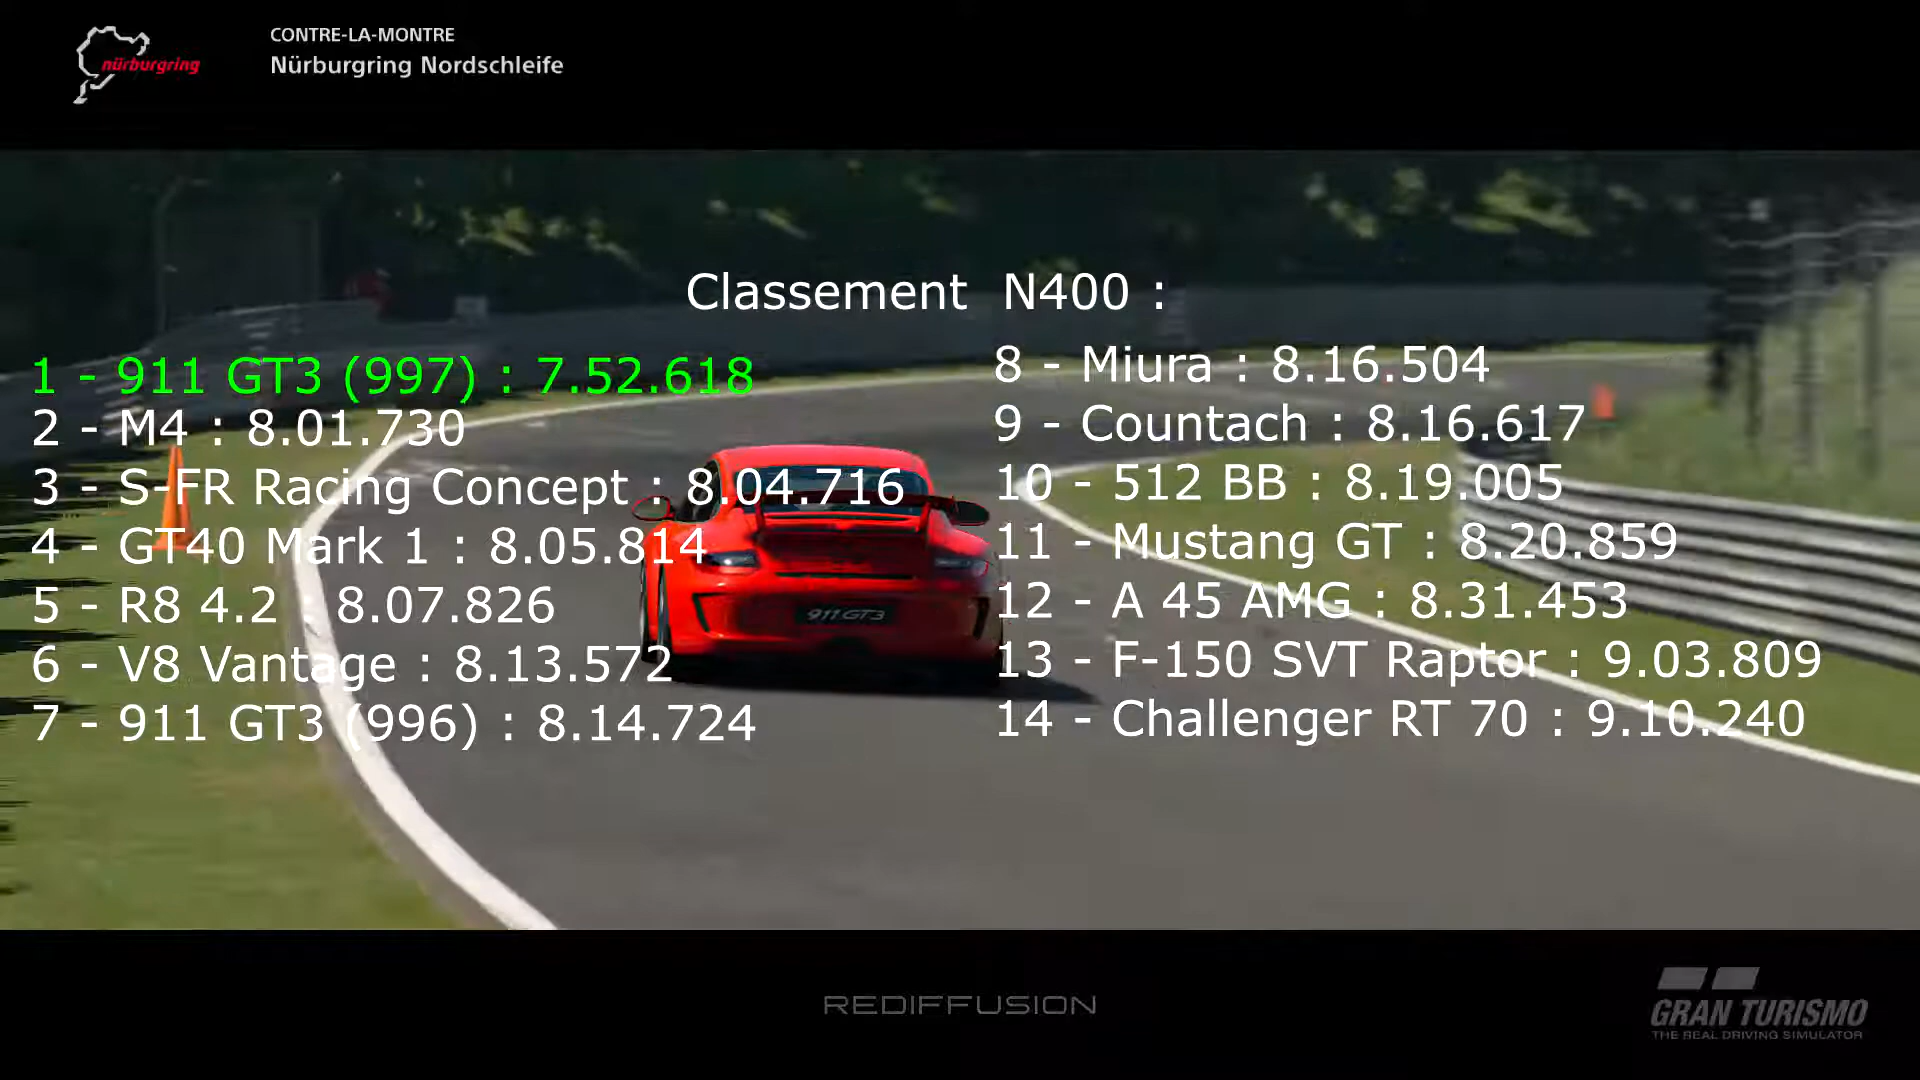 nürburgring
CONTRE-LA-MONTRE
Nürburgring Nordschleife
Classement N400 :
1 - 911 GT3 (997) : 7.52.618
2 - M4 : 8.01.730
3 - S-FR Racing Concept : 8.04.716
4 - GT40 Mark 1 : 8.05.814
5 - R8 4.2 : 8.07.826
6 - V8 Vantage : 8.13.572
7 - 911 GT3 (996) : 8.14.724
8 - Miura : 8.16.504
9 - Countach : 8.16.617
10 - 512 BB : 8.19.005
11 - Mustang GT : 8.20.859
12 - A 45 AMG : 8.31.453
13 - F-150 SVT Raptor : 9.03.809
14 - Challenger RT 70 : 9.10.240
911 GT3
REDIFFUSION
GRAN TURISMO
THE REAL DRIVING SIMULATOR